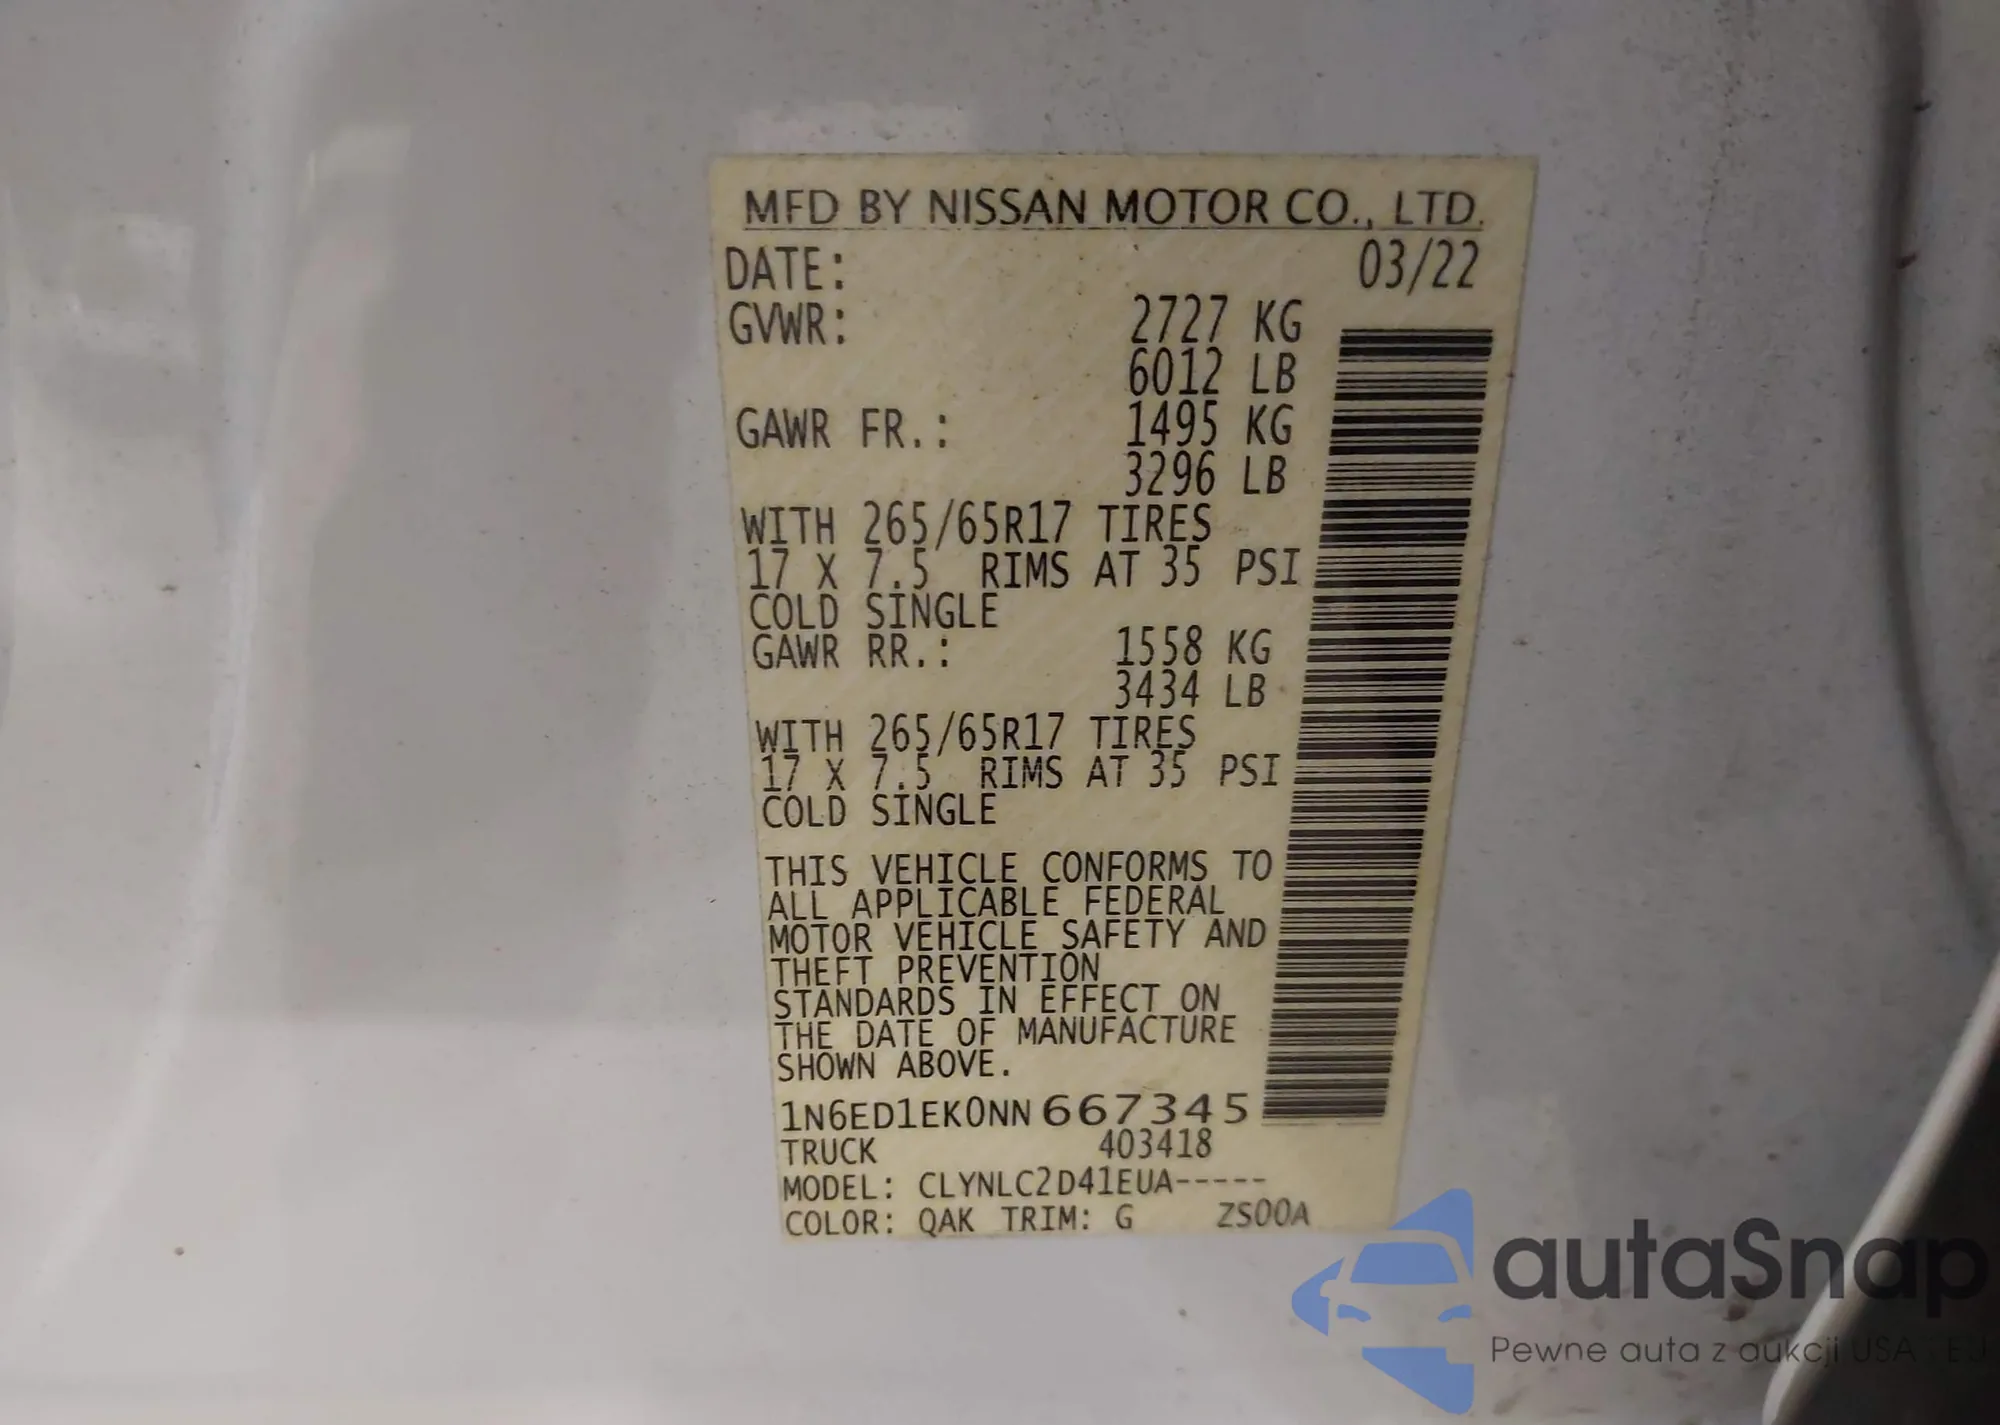 MFD BY NISSAN MOTOR CO., LTD.
DATE: 03/22
GVWR: 2727 KG
6012 LB
GAWR FR.: 1495 KG
3296 LB
WITH 265/65R17 TIRES
17 X 7.5 RIMS AT 35 PSI
COLD SINGLE
GAWR RR.: 1558 KG
3434 LB
WITH 265/65R17 TIRES
17 X 7.5 RIMS AT 35 PSI
COLD SINGLE
THIS VEHICLE CONFORMS TO
ALL APPLICABLE FEDERAL
MOTOR VEHICLE SAFETY AND
THEFT PREVENTION
STANDARDS IN EFFECT ON
THE DATE OF MANUFACTURE
SHOWN ABOVE.
1N6ED1EK0NN667345
TRUCK 403418
MODEL: CLYNLC2D41EUA-----
COLOR: QAK TRIM: G ZS00A
autaSnap
Pewne auta z aukcji USA